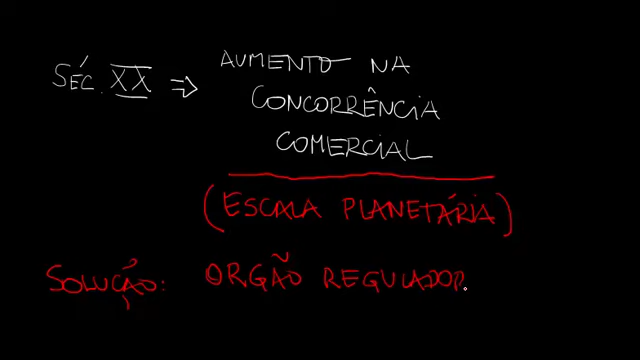 SÉC. XX ⇒ AUMENTO NA
CONCORRÊNCIA
COMERCIAL
(ESCALA PLANETÁRIA)
SOLUÇÃO: ORGÃO REGULADOR